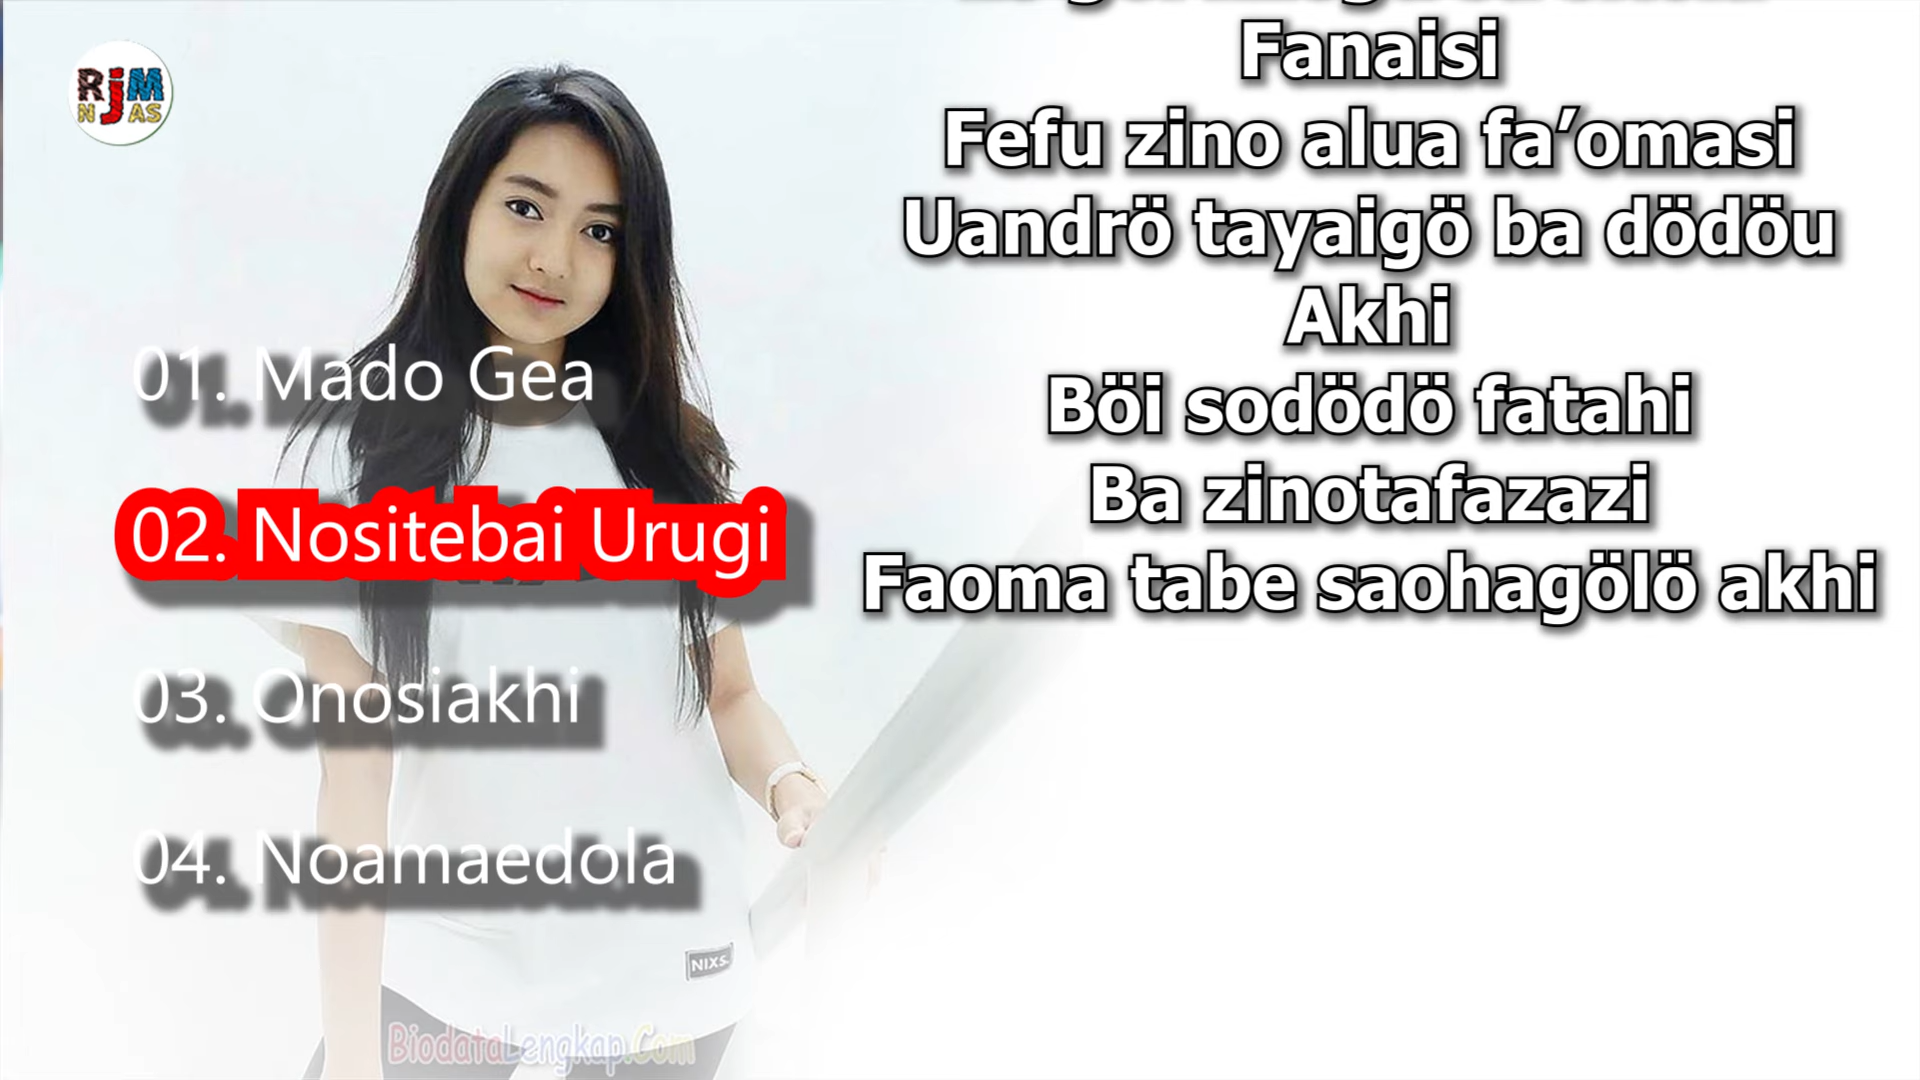 RJM
N AS
01. Mado Gea
02. Nositebai Urugi
03. Onosiakhi
04. Noamaedola
Fanaisi
Fefu zino alua fa’omasi
Uandrö tayaigö ba dödöu
Akhi
Böi sodödö fatahi
Ba zinotafazazi
Faoma tabe saohagölö akhi
NIXS.
BiodataLengkap.Com